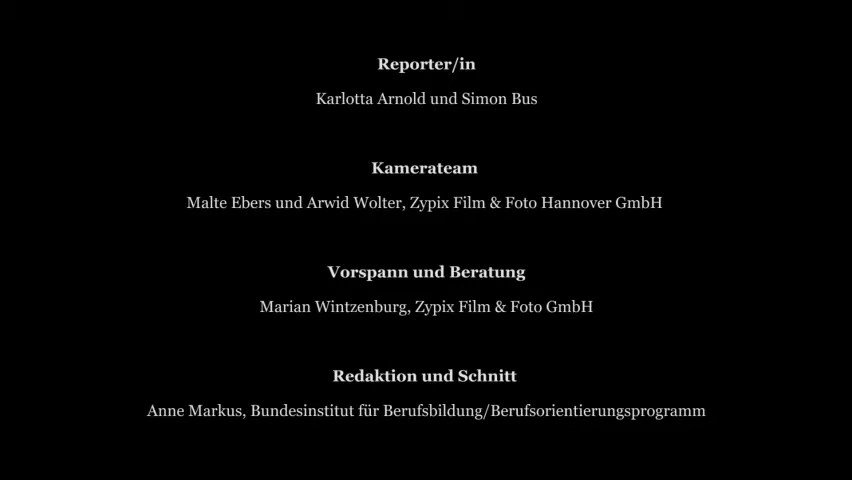 Reporter/in
Karlotta Arnold und Simon Bus
Kamerateam
Malte Ebers und Arwid Wolter, Zypix Film & Foto Hannover GmbH
Vorspann und Beratung
Marian Wintzenburg, Zypix Film & Foto GmbH
Redaktion und Schnitt
Anne Markus, Bundesinstitut für Berufsbildung/Berufsorientierungsprogramm